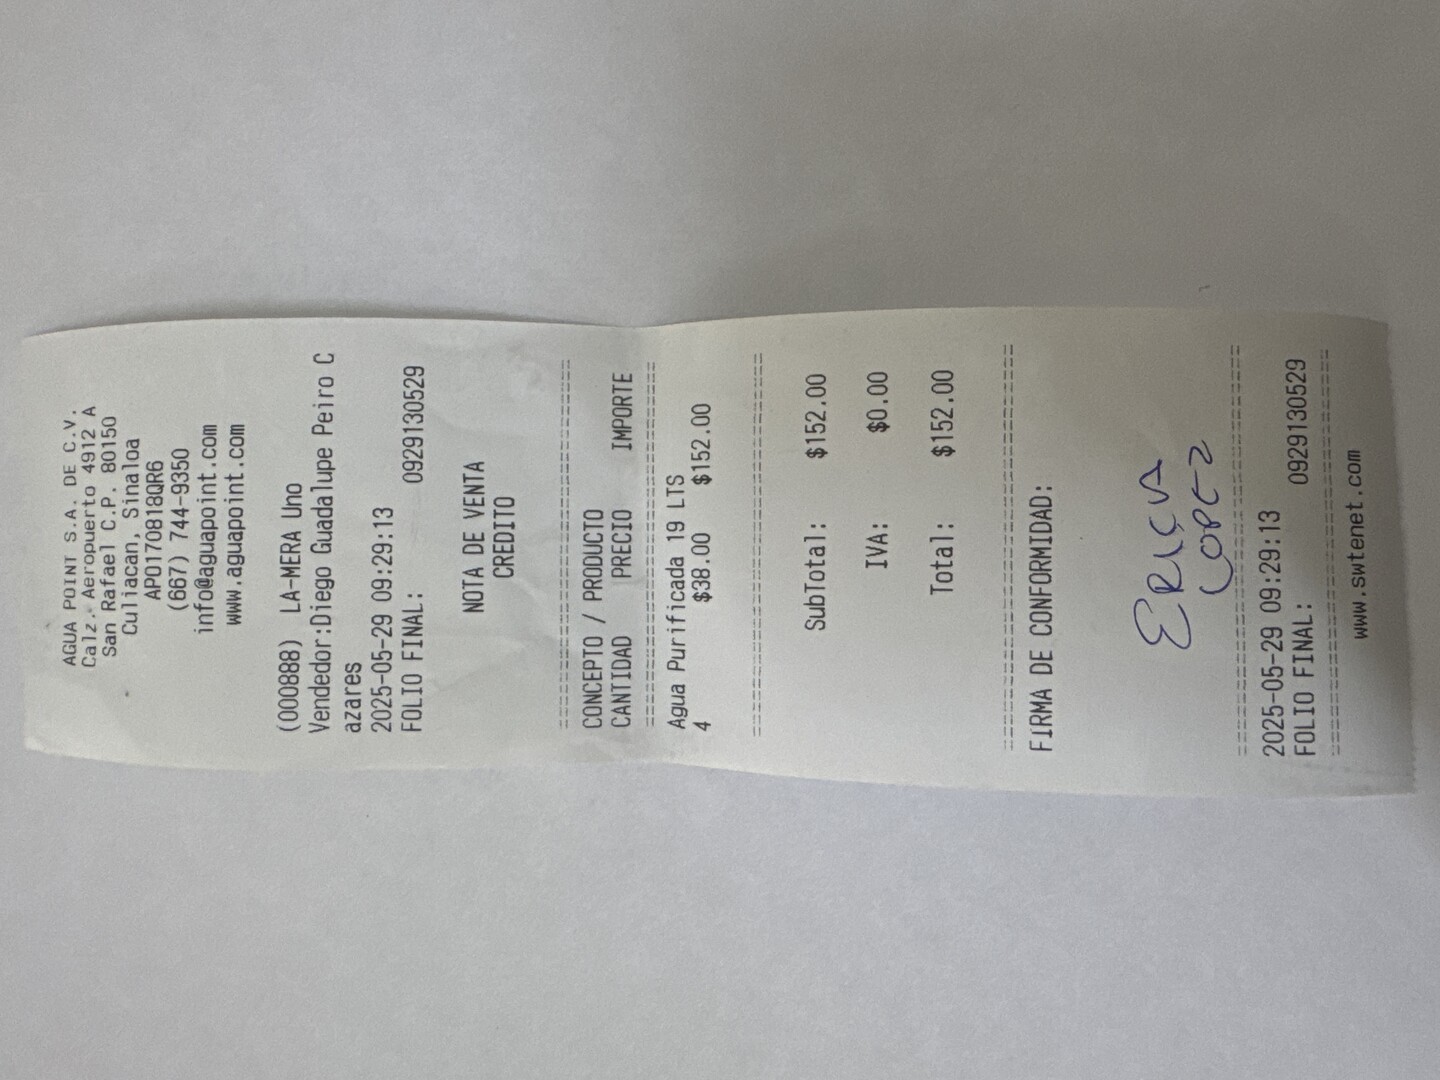 AGUA POINT S.A. DE C.V.
Calz. Aeropuerto 4912 A
San Rafael C.P. 80150
Culiacan, Sinaloa
APO170818QR6
(667) 744-9350
info@aguapoint.com
www.aguapoint.com
(000888) LA-MERA Uno
Vendedor:Diego Guadalupe Peiro C
azares
2025-05-29 09:29:13
FOLIO FINAL: 0929130529
NOTA DE VENTA
CREDITO
================================
CONCEPTO / PRODUCTO
CANTIDAD PRECIO IMPORTE
================================
Agua Purificada 19 LTS
4 $38.00 $152.00
================================
SubTotal: $152.00
IVA: $0.00
Total: $152.00
================================
FIRMA DE CONFORMIDAD:
ERICKA
LOPEZ
================================
2025-05-29 09:29:13
FOLIO FINAL: 0929130529
================================
www.swtenet.com